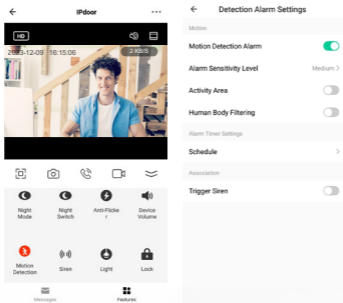 IPdoor
HD
2023-12-09 16:15:06
2 KB/S
Night
Mode
Night
Switch
Anti-Flicke
r
Device
Volume
Motion
Detection
Siren
Light
Lock
Messages
Features
Detection Alarm Settings
Motion
Motion Detection Alarm
Alarm Sensitivity Level
Medium
Activity Area
Human Body Filtering
Alarm Timer Settings
Schedule
Association
Trigger Siren